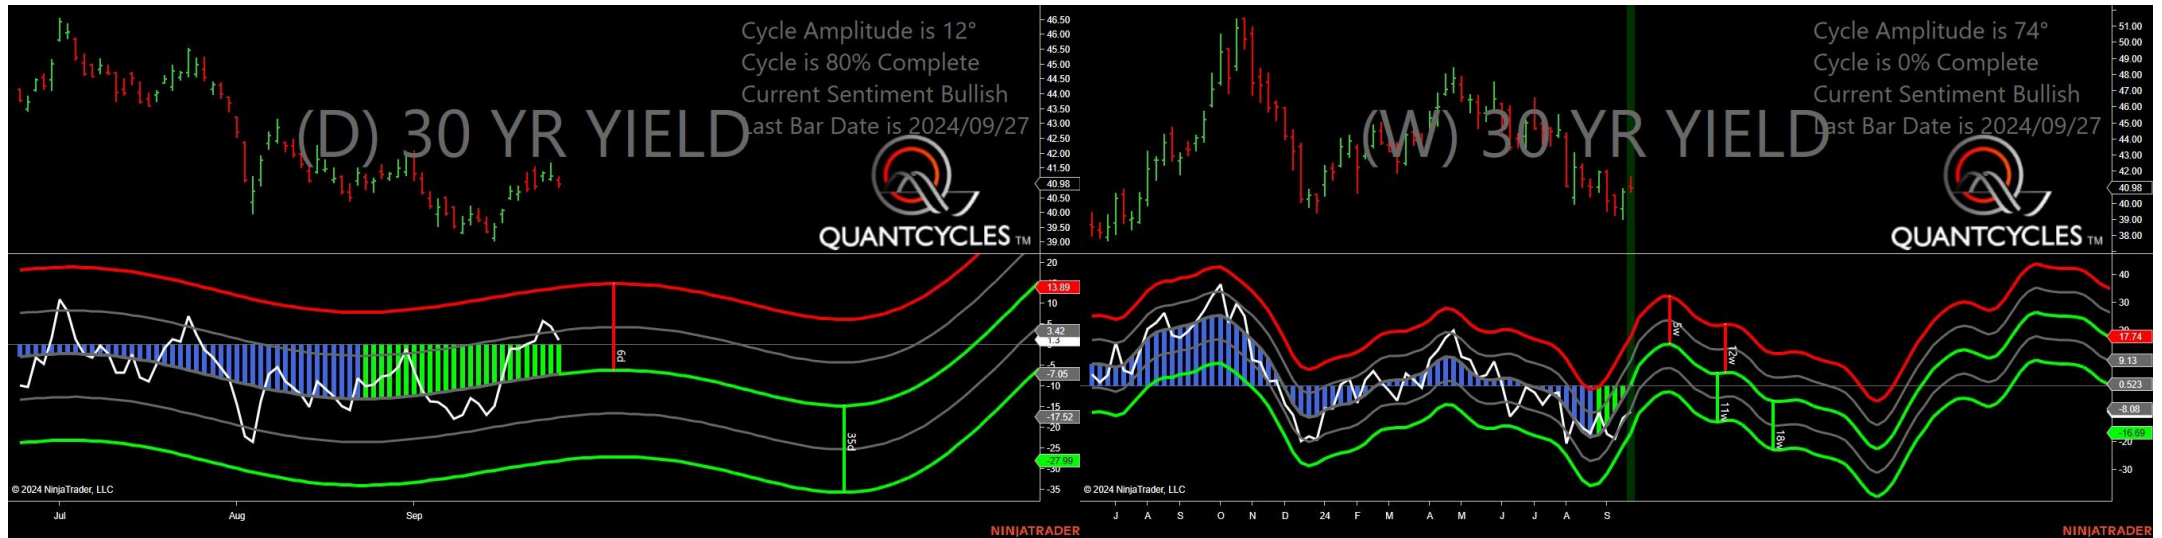 Cycle Amplitude is 12°
Cycle is 80% Complete
Current Sentiment Bullish
Last Bar Date is 2024/09/27
(D) 30 YR YIELD
QUANTCYCLES TM
46.50
46.00
45.50
45.00
44.50
44.00
43.50
43.00
42.50
42.00
41.50
40.98
40.50
40.00
39.50
39.00
20
13.89
10
5
3.42
1.3
-5
-7.05
-10
-15
-17.52
-20
-25
-27.99
-30
-35
6d
35d
© 2024 NinjaTrader, LLC
Jul
Aug
Sep
NINJATRADER
Cycle Amplitude is 74°
Cycle is 0% Complete
Current Sentiment Bullish
Last Bar Date is 2024/09/27
(W) 30 YR YIELD
QUANTCYCLES TM
51.00
50.00
49.00
48.00
47.00
46.00
45.00
44.00
43.00
42.00
40.98
40.00
39.00
38.00
40
30
17.74
9.13
0.523
-8.08
-16.69
-20
-30
5w
12w
11w
18w
© 2024 NinjaTrader, LLC
J A S O N D 24 F M A M J J A S
NINJATRADER